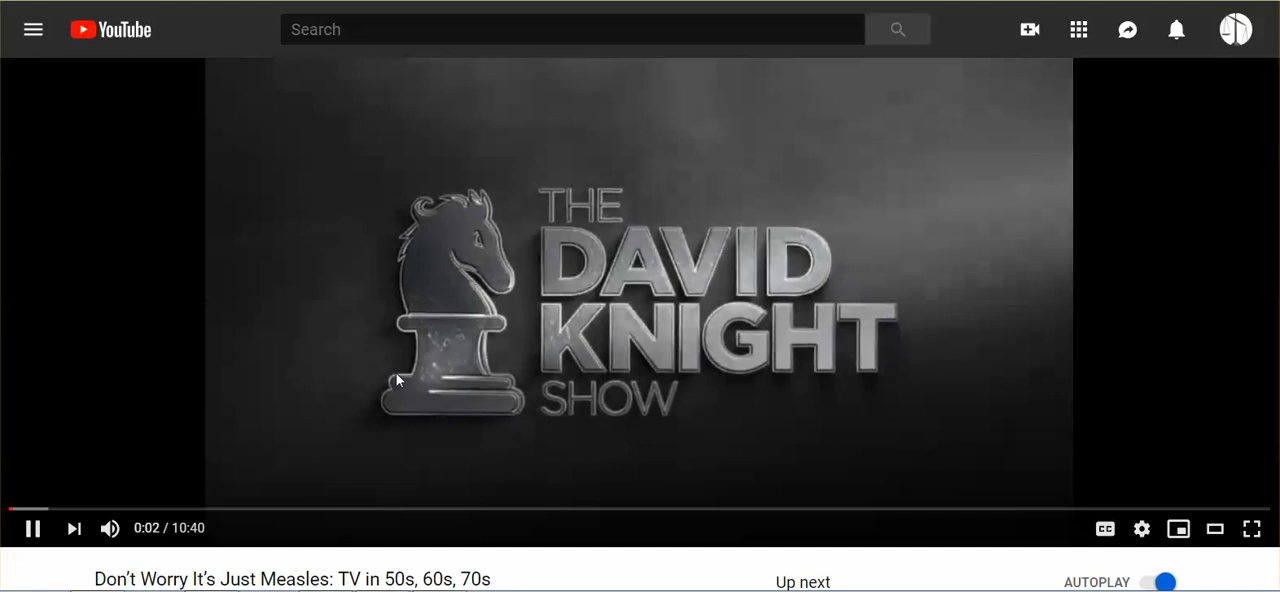 YouTube
Search
THE
DAVID
KNIGHT
SHOW
0:02 / 10:40
CC
Don’t Worry It’s Just Measles: TV in 50s, 60s, 70s
Up next
AUTOPLAY